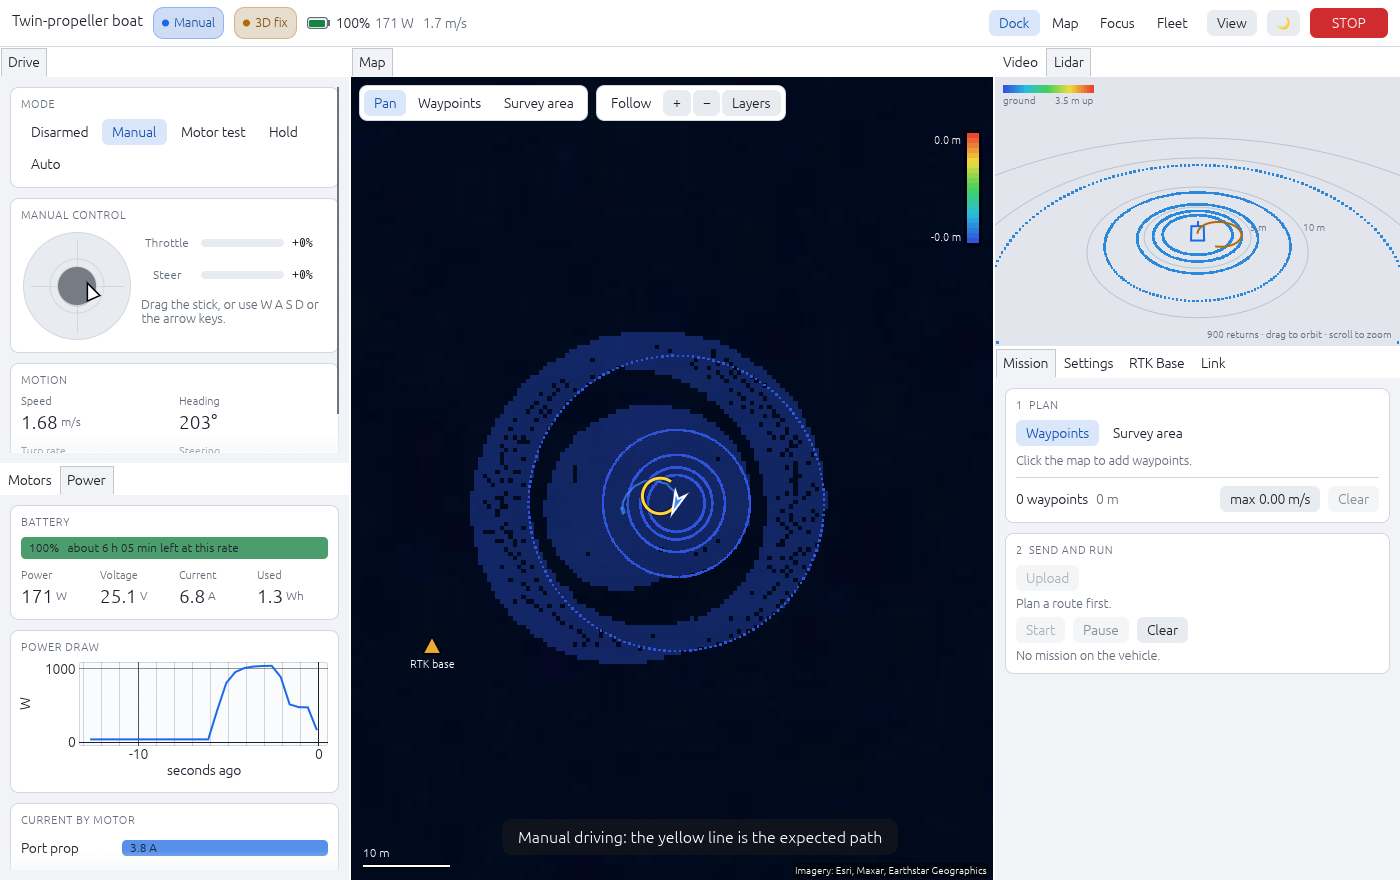 Twin-propeller boat
Manual
3D fix
100% 171 W 1.7 m/s
Dock Map Focus Fleet View STOP
Drive
MODE
Disarmed Manual Motor test Hold
Auto
MANUAL CONTROL
Throttle +0%
Steer +0%
Drag the stick, or use W A S D or
the arrow keys.
MOTION
Speed Heading
1.68 m/s 203°
Turn rate Steering
Motors Power
BATTERY
100% about 6 h 05 min left at this rate
Power Voltage Current Used
171 W 25.1 V 6.8 A 1.3 Wh
POWER DRAW
1000
W
0
-10 0
seconds ago
CURRENT BY MOTOR
Port prop 3.8 A
Map
Pan Waypoints Survey area
Follow + − Layers
0.0 m
-0.0 m
RTK base
Manual driving: the yellow line is the expected path
10 m
Imagery: Esri, Maxar, Earthstar Geographics
Video Lidar
ground 3.5 m up
10 m
900 returns · drag to orbit · scroll to zoom
Mission Settings RTK Base Link
1 PLAN
Waypoints Survey area
Click the map to add waypoints.
0 waypoints 0 m max 0.00 m/s Clear
2 SEND AND RUN
Upload
Plan a route first.
Start Pause Clear
No mission on the vehicle.